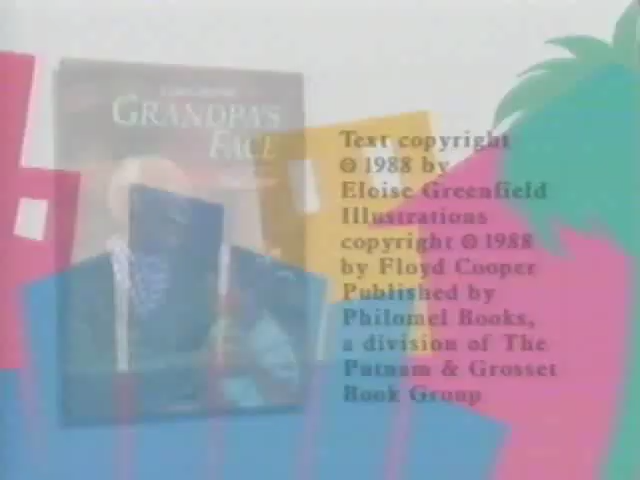 GRANDPA'S
FACE
Text copyright
© 1988 by
Eloise Greenfield
Illustrations
copyright © 1988
by Floyd Cooper
Published by
Philomel Books,
a division of The
Putnam & Grosset
Book Group